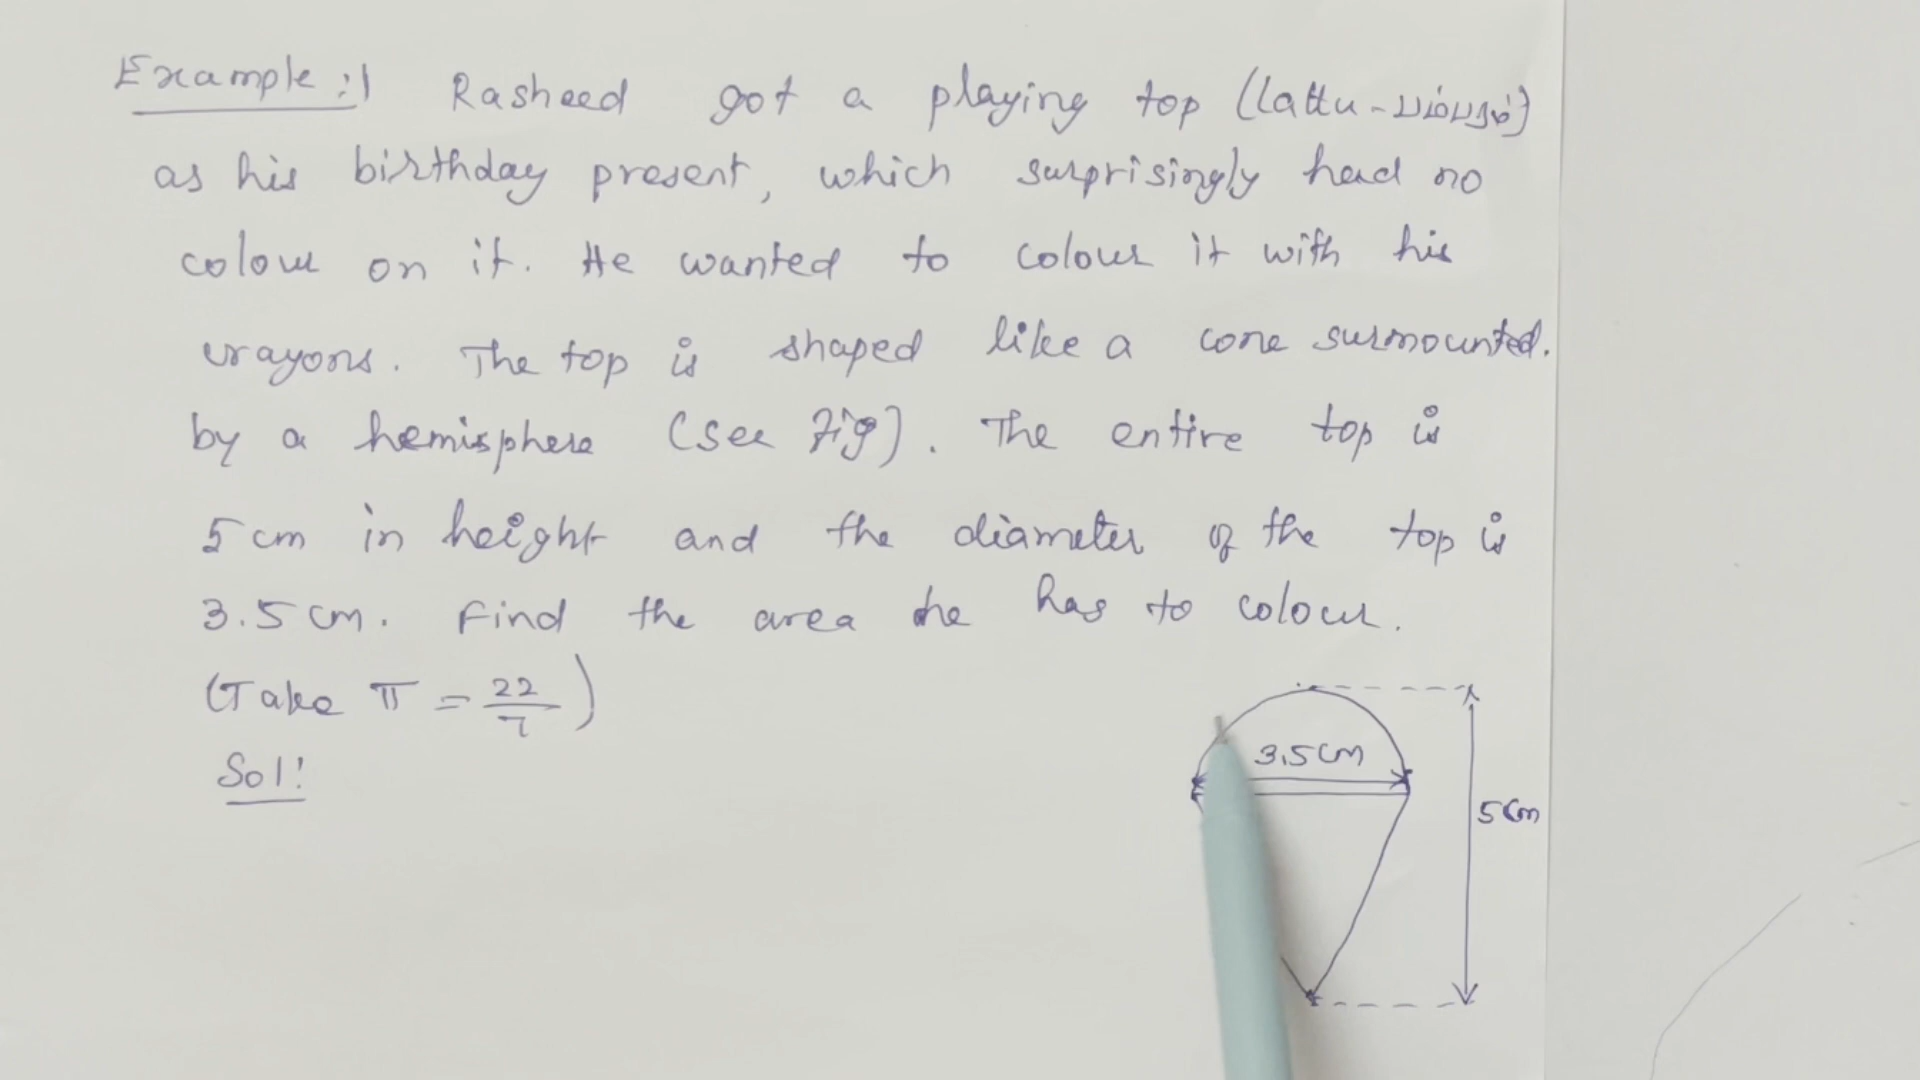 Example :1 Rasheed got a playing top (lattu - பம்பரம்)
as his birthday present, which surprisingly had no
colour on it. He wanted to colour it with his
crayons. The top is shaped like a cone surmounted.
by a hemisphere (see Fig). The entire top is
5 cm in height and the diameter of the top is
3.5 cm. Find the area he has to colour.
(Take π = 22/7)
Sol:
3.5cm
5cm